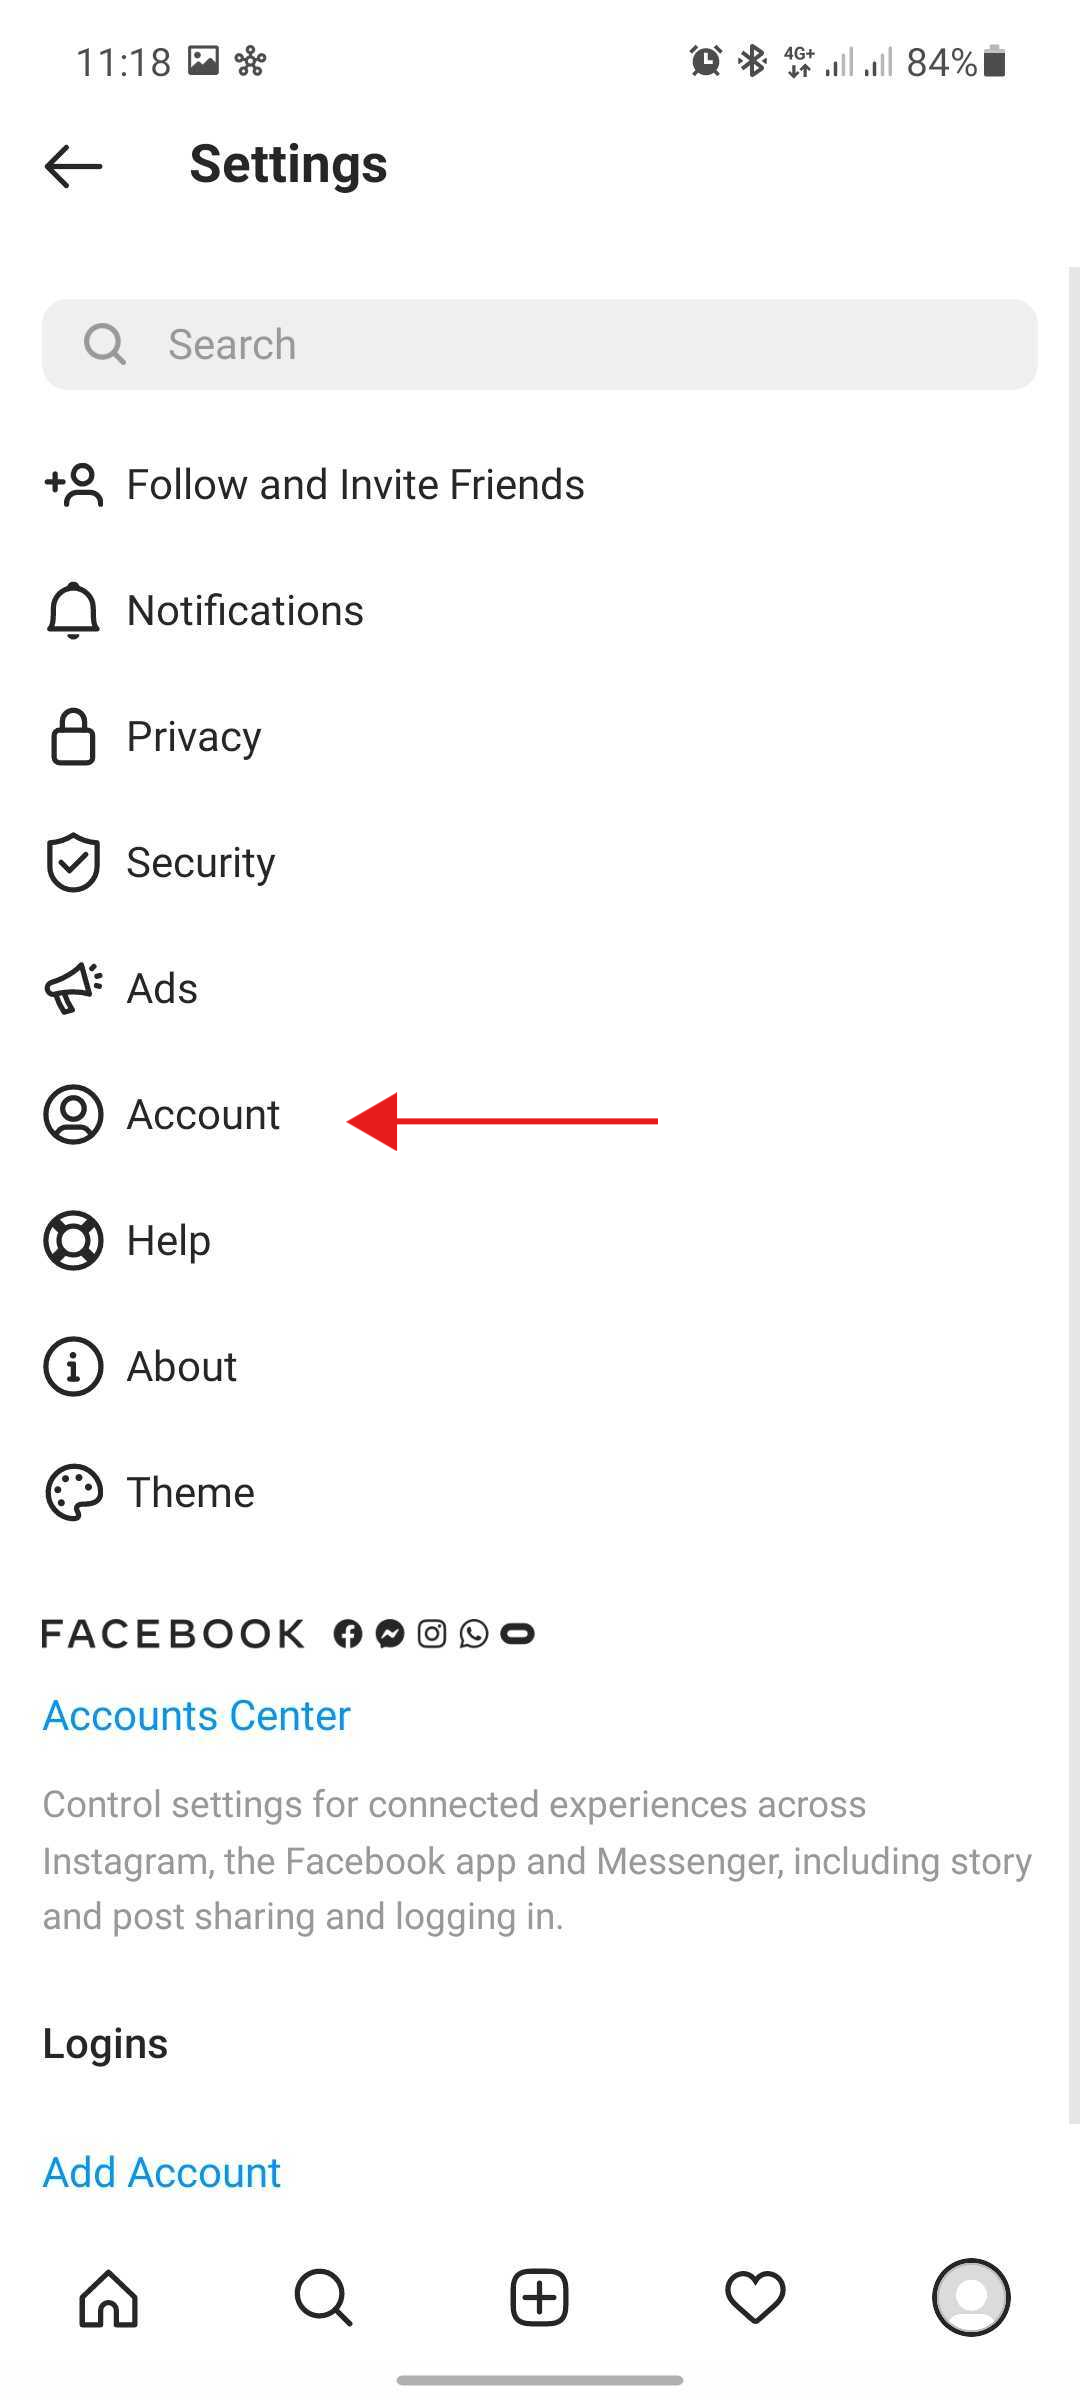 11:18 4G+ 84%
Settings
Search
Follow and Invite Friends
Notifications
Privacy
Security
Ads
Account
Help
About
Theme
FACEBOOK
Accounts Center
Control settings for connected experiences across
Instagram, the Facebook app and Messenger, including story
and post sharing and logging in.
Logins
Add Account